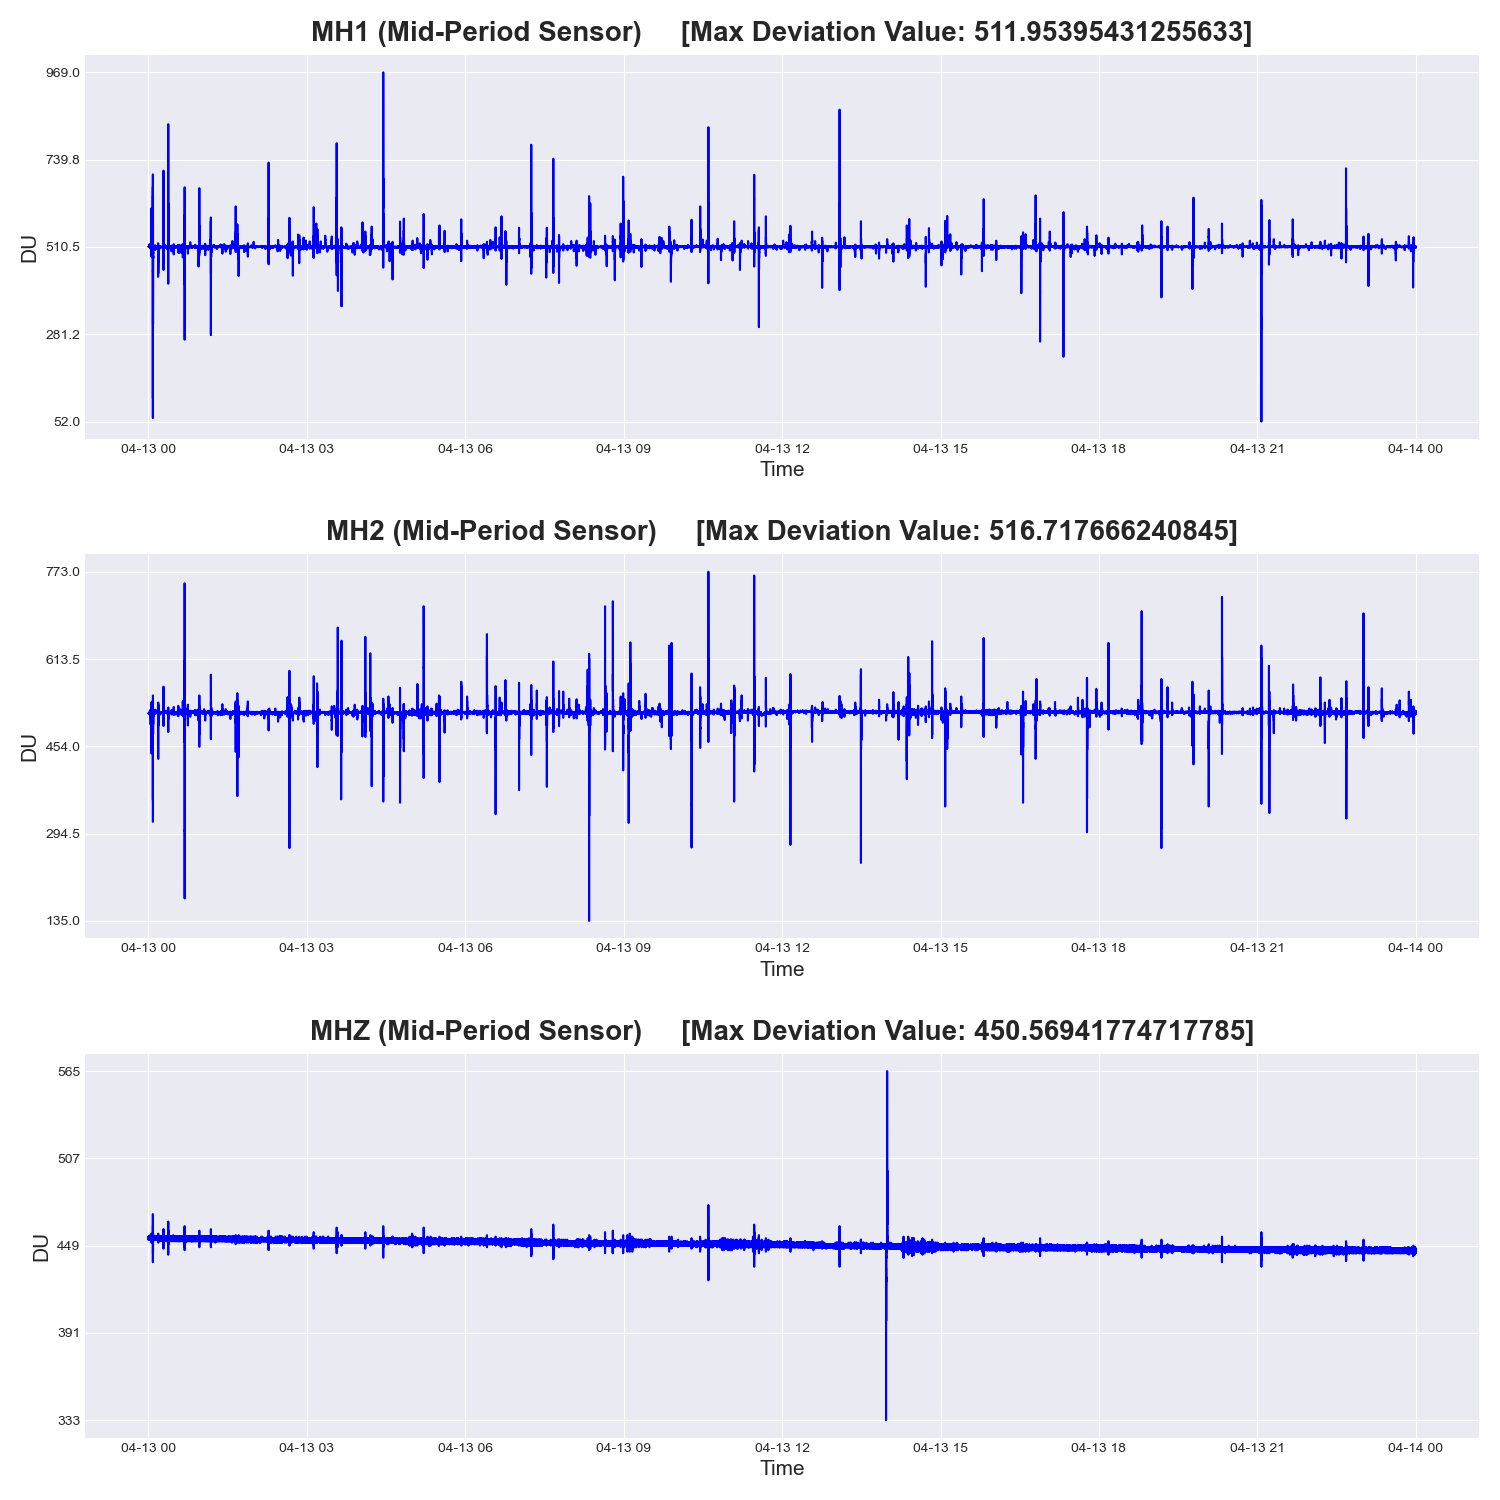 MH1 (Mid-Period Sensor) [Max Deviation Value: 511.95395431255633]
969.0
739.8
510.5
281.2
52.0
DU
04-13 00 04-13 03 04-13 06 04-13 09 04-13 12 04-13 15 04-13 18 04-13 21 04-14 00
Time
MH2 (Mid-Period Sensor) [Max Deviation Value: 516.717666240845]
773.0
613.5
454.0
294.5
135.0
DU
04-13 00 04-13 03 04-13 06 04-13 09 04-13 12 04-13 15 04-13 18 04-13 21 04-14 00
Time
MHZ (Mid-Period Sensor) [Max Deviation Value: 450.56941774717785]
565
507
449
391
333
DU
04-13 00 04-13 03 04-13 06 04-13 09 04-13 12 04-13 15 04-13 18 04-13 21 04-14 00
Time